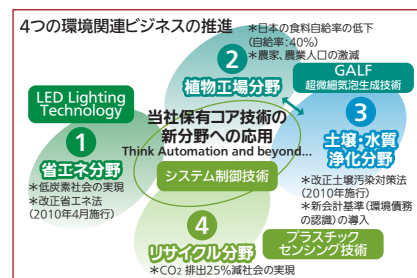 4つの環境関連ビジネスの推進
*日本の食料自給率の低下
(自給率:40%)
*農家、農業人口の激減
2
植物工場分野
GALF
超微細気泡生成技術
LED Lighting
Technology
当社保有コア技術の
新分野への応用
Think Automation and beyond...
システム制御技術
1
省エネ分野
*低炭素社会の実現
*改正省エネ法
(2010年4月施行)
3
土壌・水質
浄化分野
*改正土壌汚染対策法
(2010年施行)
*新会計基準(環境債務
の認識)の導入
4
リサイクル分野
*CO2 排出25%減社会の実現
プラスチック
センシング技術